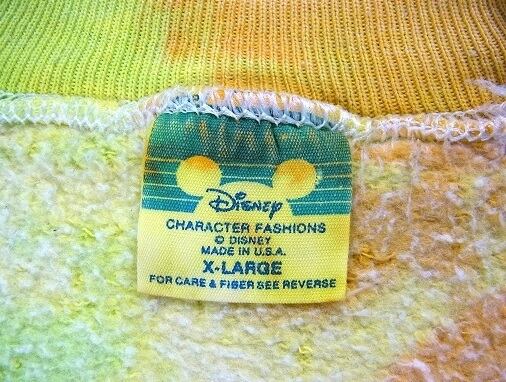 Disney
CHARACTER FASHIONS
© DISNEY
MADE IN U.S.A.
X-LARGE
FOR CARE & FIBER SEE REVERSE